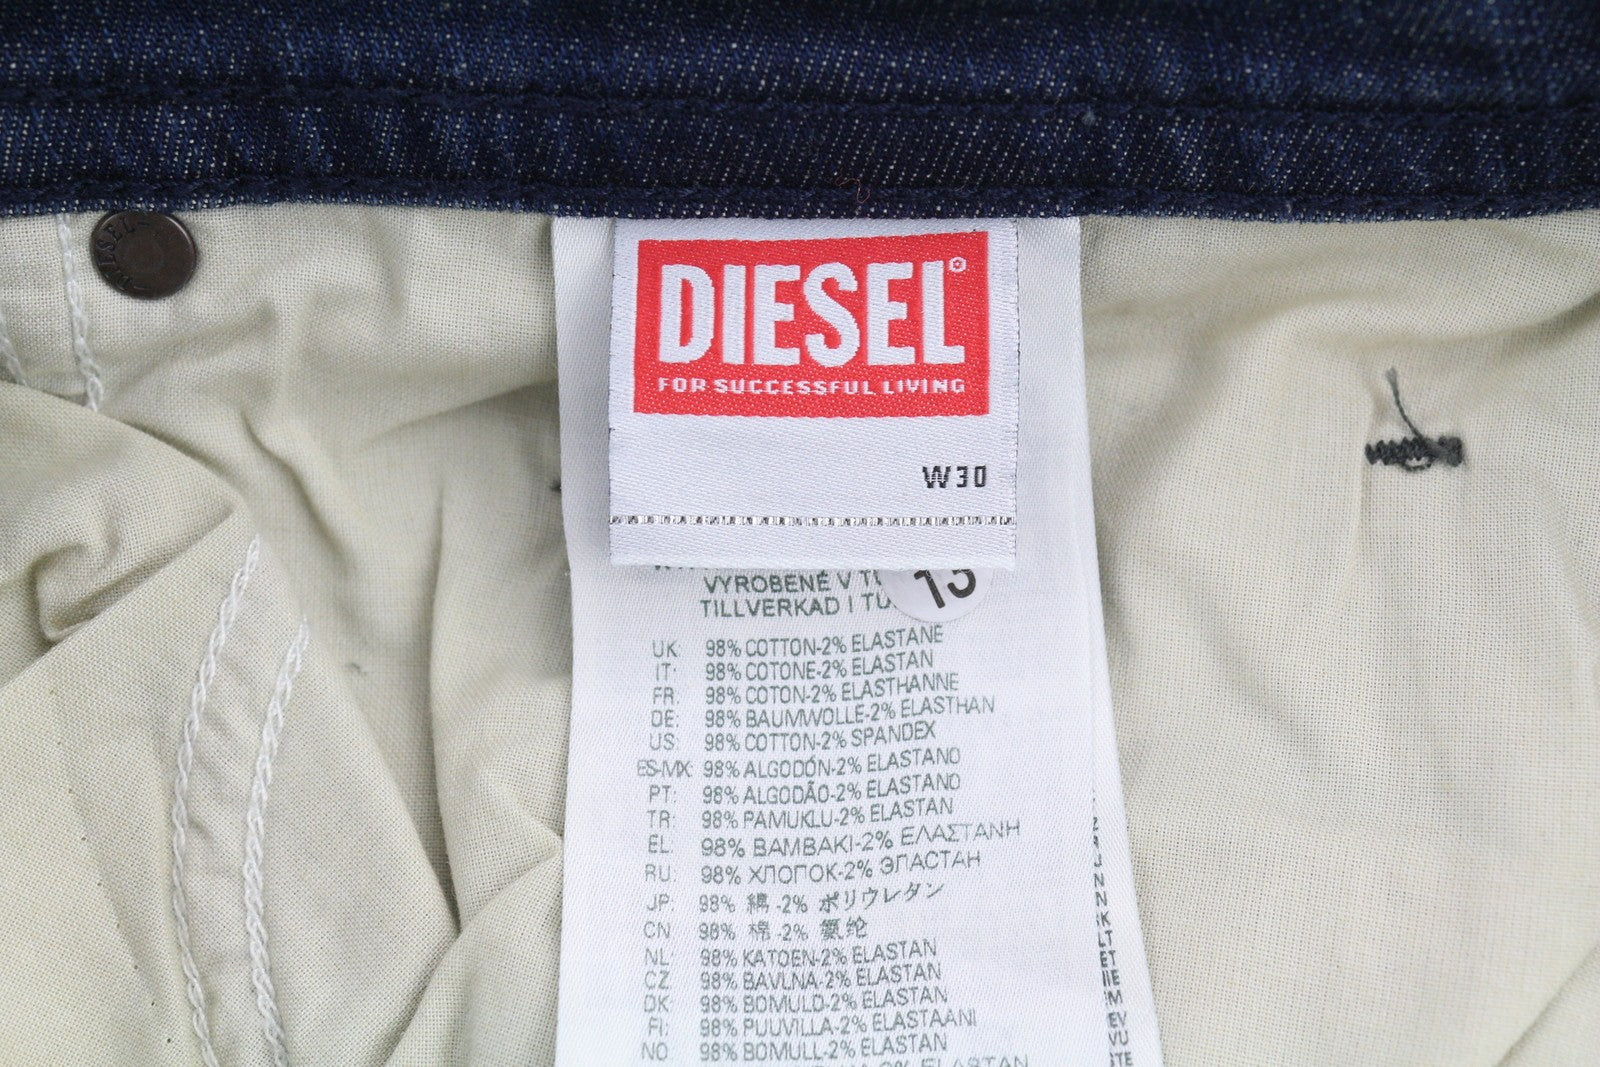 DIESEL
DIESEL
FOR SUCCESSFUL LIVING
W30
13
VYROBENÉ V
TILLVERKAD I
UK: 98% COTTON-2% ELASTANE
IT: 98% COTONE-2% ELASTAN
FR: 98% COTON-2% ELASTHANNE
DE: 98% BAUMWOLLE-2% ELASTHAN
US: 98% COTTON-2% SPANDEX
ES-MX: 98% ALGODÓN-2% ELASTANO
PT: 98% ALGODÃO-2% ELASTANO
TR: 98% PAMUKLU-2% ELASTAN
EL: 98% BAMBAKI-2% ΕΛΑΣΤΑΝΗ
RU: 98% ХЛОПОК-2% ЭЛАСТАН
JP: 98% 綿 -2% ポリウレタン
CN: 98% 棉 -2% 氨纶
NL: 98% KATOEN-2% ELASTAN
CZ: 98% BAVLNA-2% ELASTAN
DK: 98% BOMULD-2% ELASTAN
FI: 98% PUUVILLA-2% ELASTAANI
NO: 98% BOMULL-2% ELASTAN